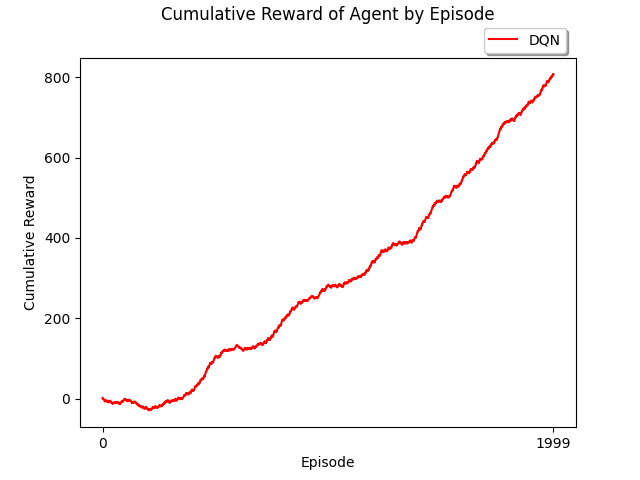 Cumulative Reward of Agent by Episode
DQN
800
600
400
200
0
Cumulative Reward
0
1999
Episode